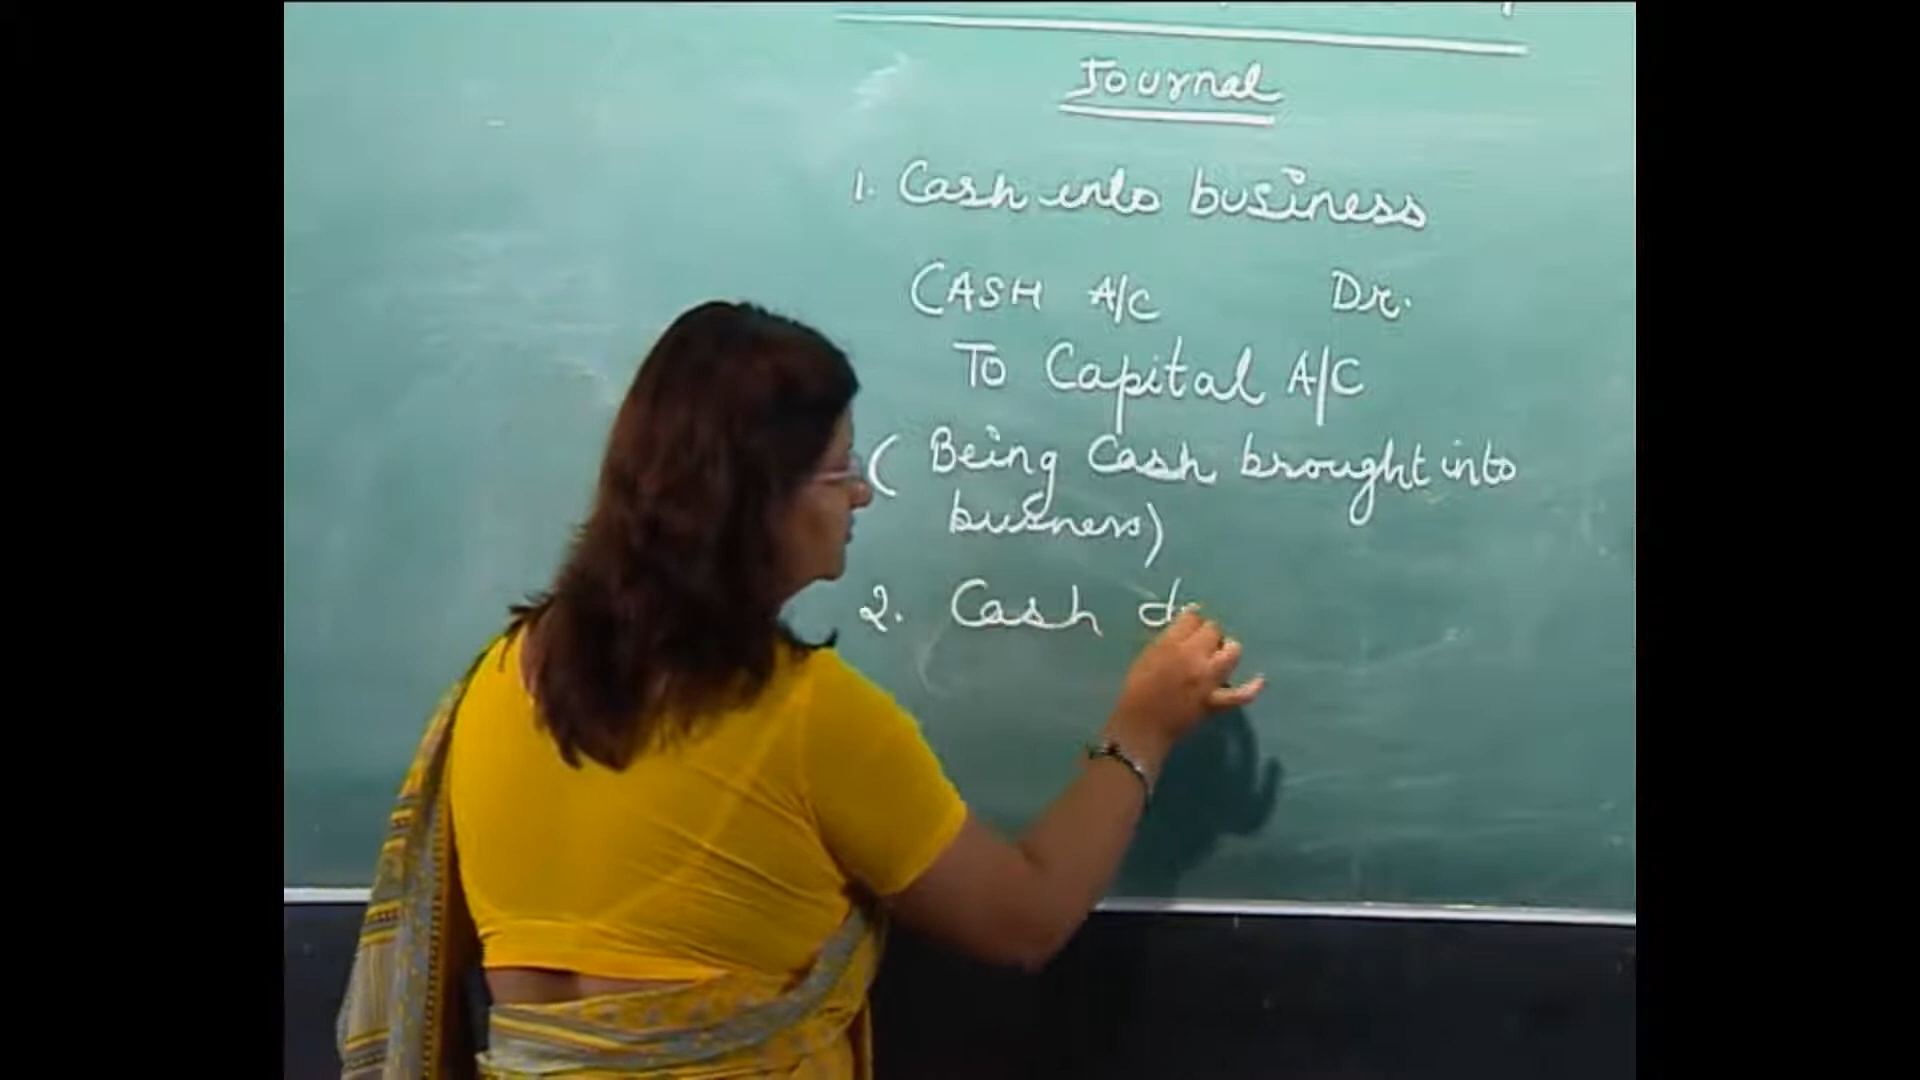 Journal
1. Cash into business
CASH A/C Dr.
To Capital A/C
( Being Cash brought into
business)
2. Cash